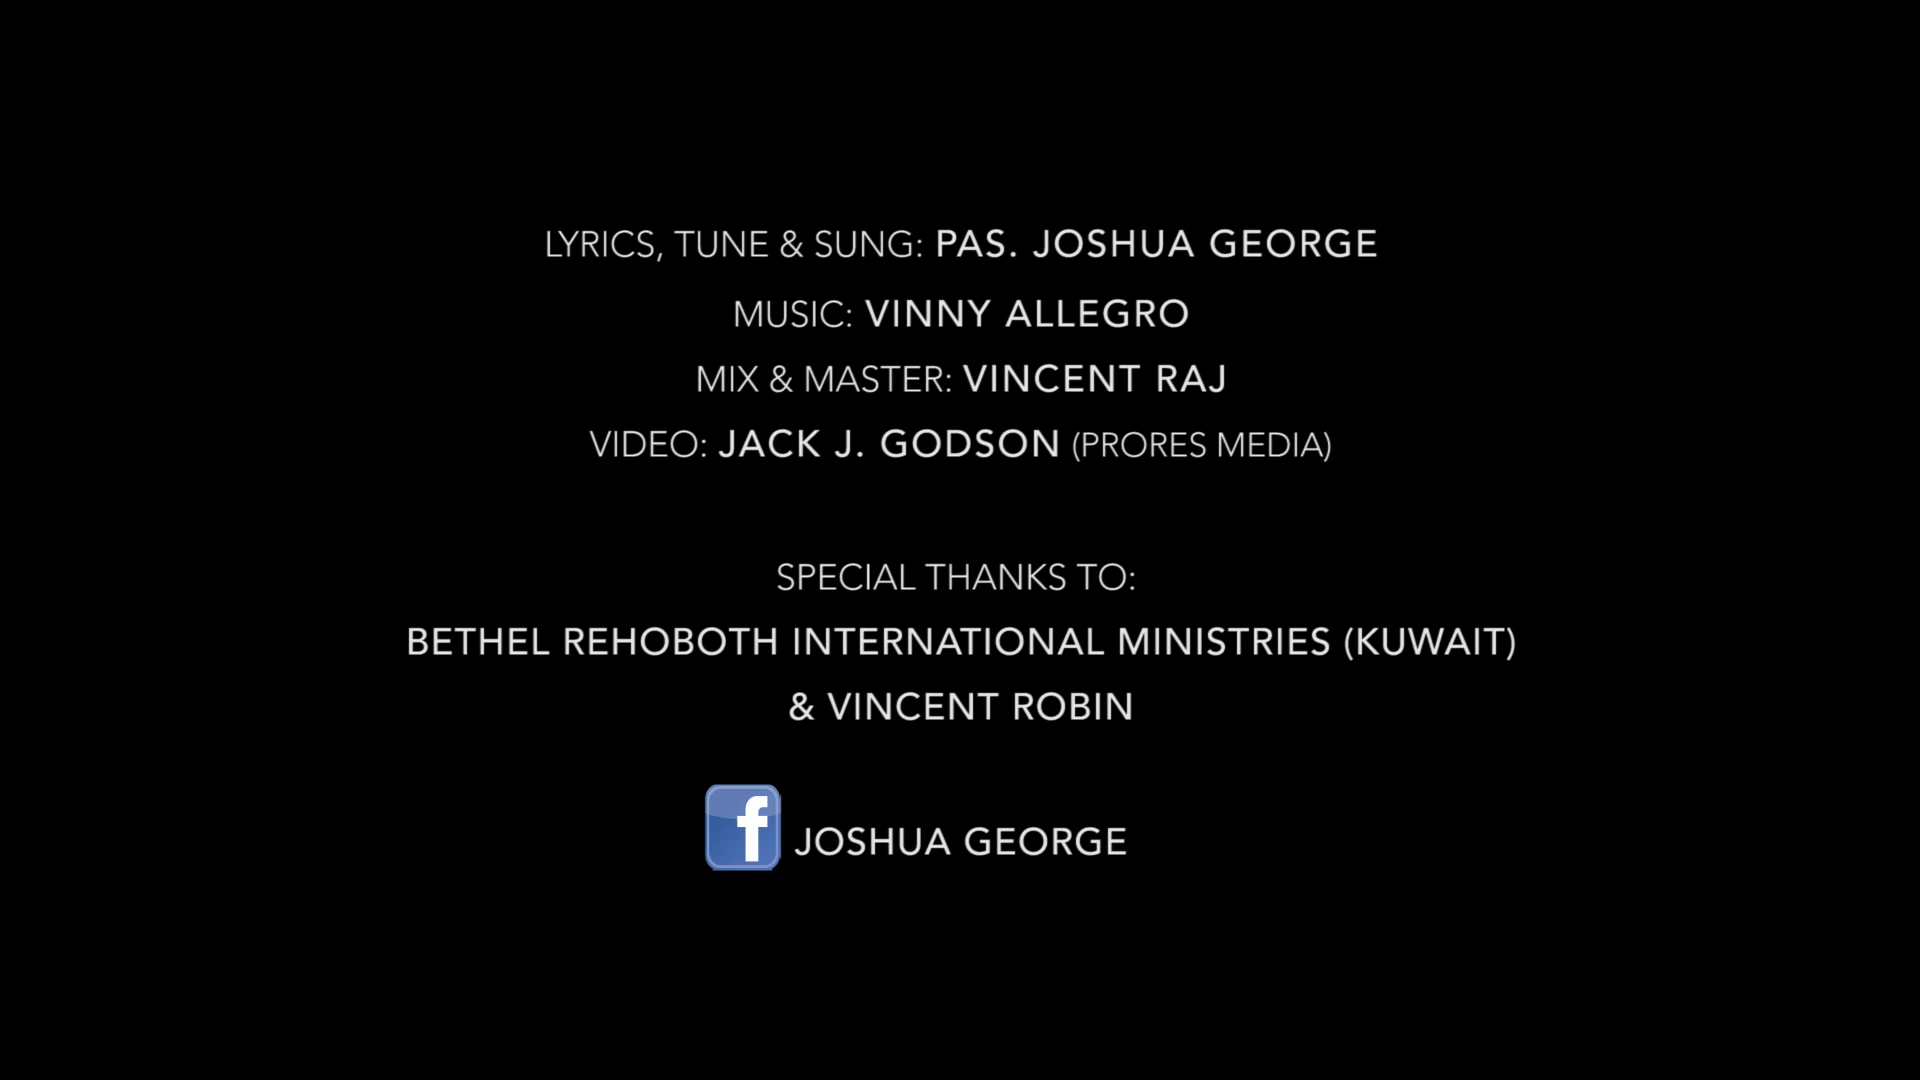 LYRICS, TUNE & SUNG: PAS. JOSHUA GEORGE
MUSIC: VINNY ALLEGRO
MIX & MASTER: VINCENT RAJ
VIDEO: JACK J. GODSON (PRORES MEDIA)
SPECIAL THANKS TO:
BETHEL REHOBOTH INTERNATIONAL MINISTRIES (KUWAIT)
& VINCENT ROBIN
f JOSHUA GEORGE